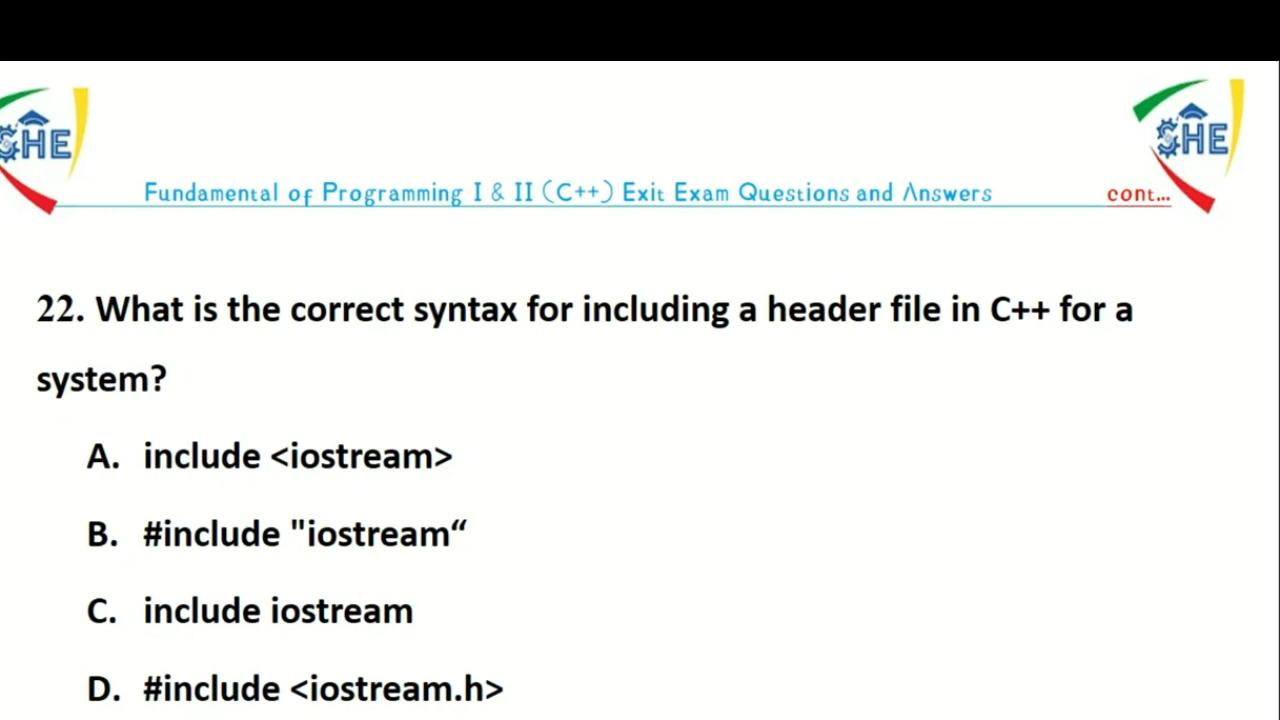 SHE
SHE
Fundamental of Programming I & II (C++) Exit Exam Questions and Answers cont...
22. What is the correct syntax for including a header file in C++ for a
system?
A. include <iostream>
B. #include "iostream“
C. include iostream
D. #include <iostream.h>